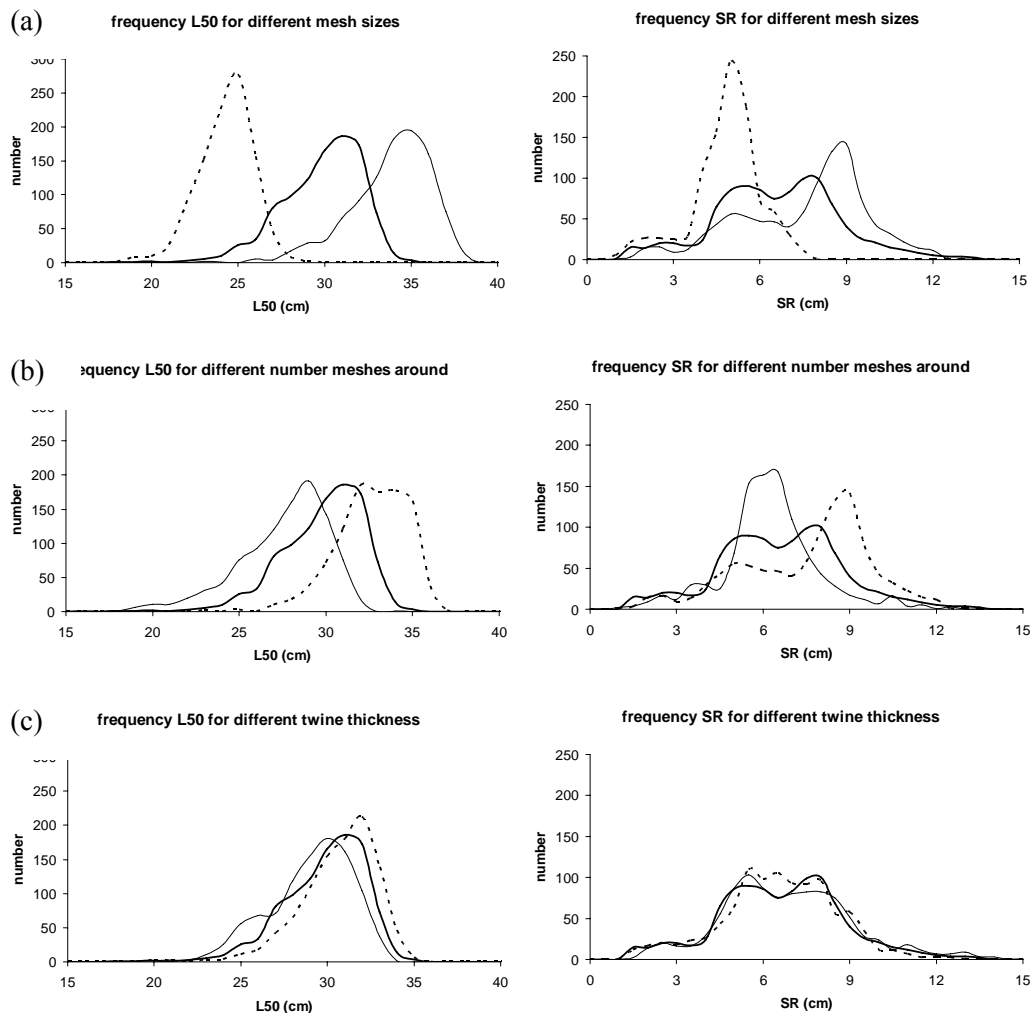 (a)
frequency L50 for different mesh sizes
300
250
200
150
100
50
0
number
15 20 25 30 35 40
L50 (cm)
frequency SR for different mesh sizes
250
200
150
100
50
0
number
0 3 6 9 12 15
SR (cm)
(b)
equency L50 for different number meshes around
300
250
200
150
100
50
0
number
15 20 25 30 35 40
L50 (cm)
frequency SR for different number meshes around
250
200
150
100
50
0
number
0 3 6 9 12 15
SR (cm)
(c)
frequency L50 for different twine thickness
300
250
200
150
100
50
0
number
15 20 25 30 35 40
L50 (cm)
frequency SR for different twine thickness
250
200
150
100
50
0
number
0 3 6 9 12 15
SR (cm)